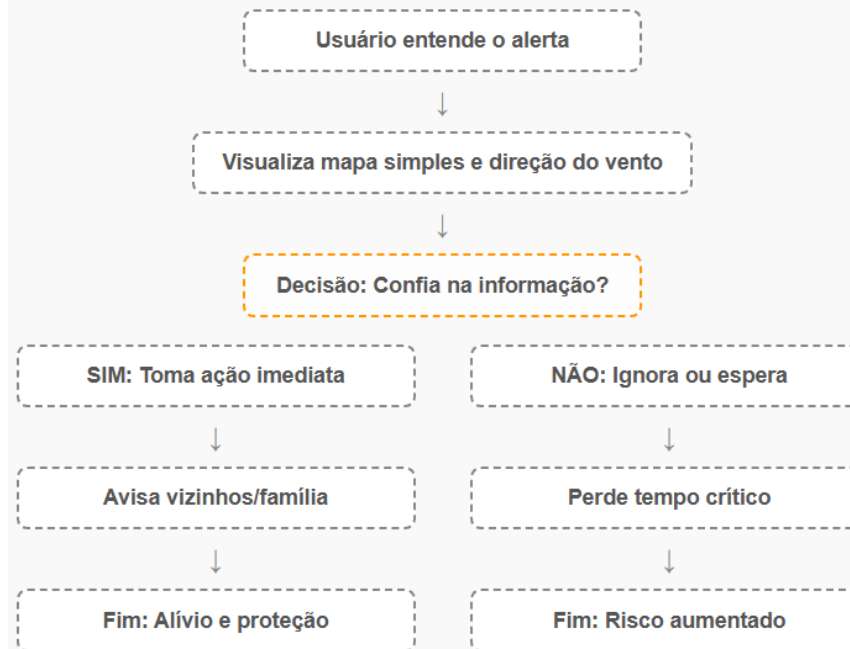 Usuário entende o alerta
↓
Visualiza mapa simples e direção do vento
↓
Decisão: Confia na informação?
SIM: Toma ação imediata
NÃO: Ignora ou espera
↓
↓
Avisa vizinhos/família
Perde tempo crítico
↓
↓
Fim: Alívio e proteção
Fim: Risco aumentado